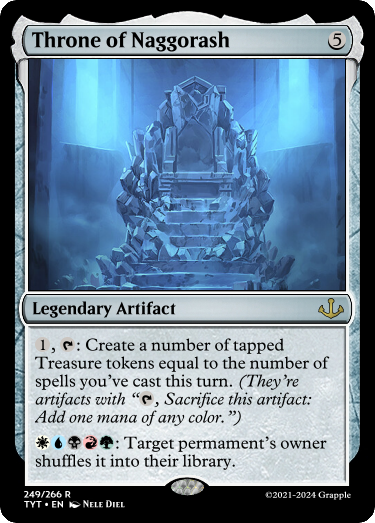 Throne of Naggorash 5
Legendary Artifact
1, T: Create a number of tapped
Treasure tokens equal to the number of
spells you've cast this turn. (They're
artifacts with “T, Sacrifice this artifact:
Add one mana of any color.”)
: Target permament's owner
shuffles it into their library.
249/266 R
TYT • EN Nele Diel
©2021-2024 Grapple